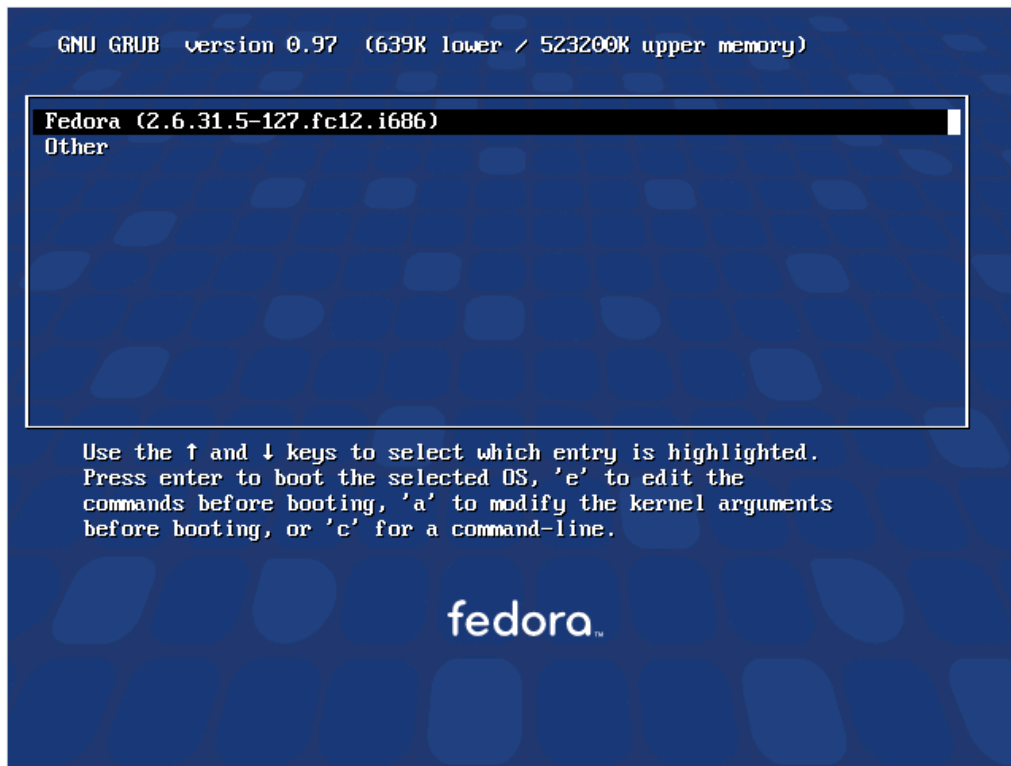 GNU GRUB version 0.97 (639K lower / 523200K upper memory)
Fedora (2.6.31.5-127.fc12.i686)
Other
Use the ↑ and ↓ keys to select which entry is highlighted.
Press enter to boot the selected OS, 'e' to edit the
commands before booting, 'a' to modify the kernel arguments
before booting, or 'c' for a command-line.
fedora™